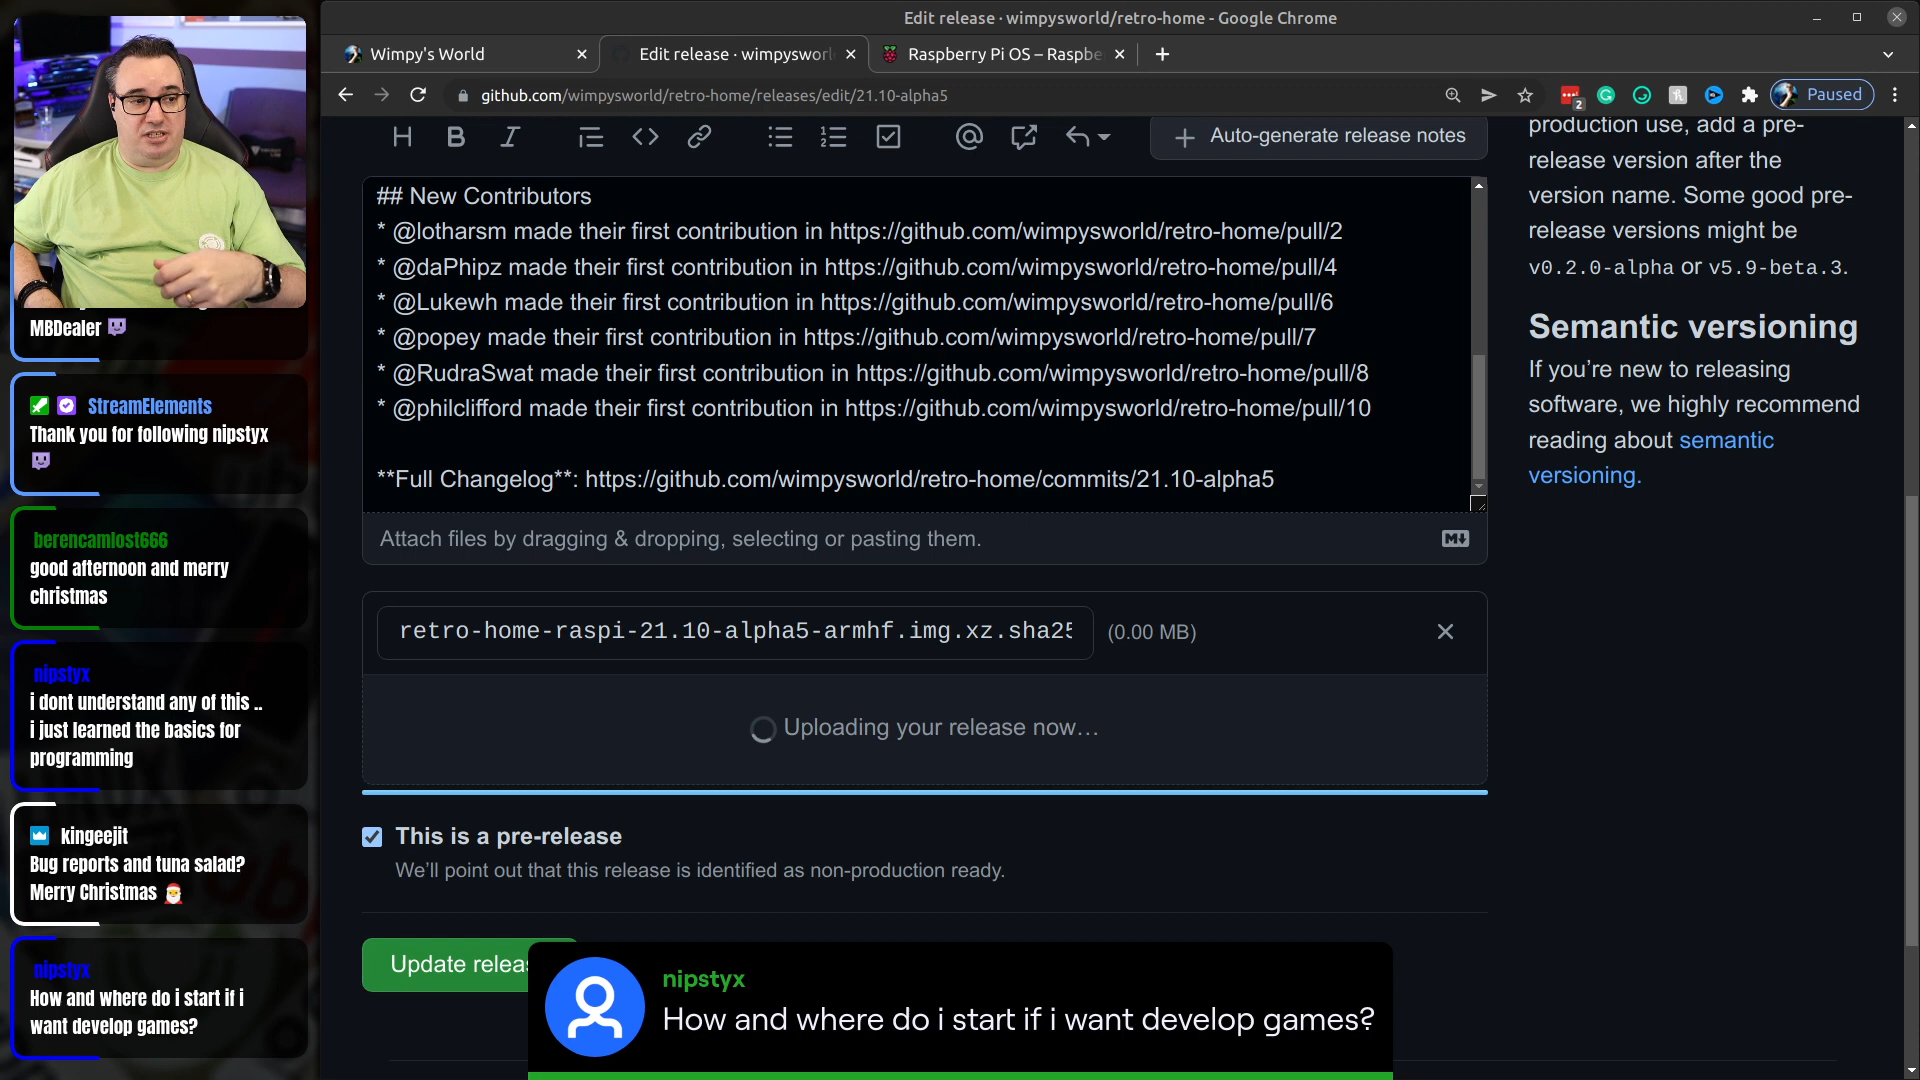 Edit release · wimpysworld/retro-home - Google Chrome
Wimpy's World
Edit release · wimpysworl
Raspberry Pi OS – Raspbe
github.com/wimpysworld/retro-home/releases/edit/21.10-alpha5
2
Paused
Auto-generate release notes
## New Contributors
* @lotharsm made their first contribution in https://github.com/wimpysworld/retro-home/pull/2
* @daPhipz made their first contribution in https://github.com/wimpysworld/retro-home/pull/4
* @Lukewh made their first contribution in https://github.com/wimpysworld/retro-home/pull/6
* @popey made their first contribution in https://github.com/wimpysworld/retro-home/pull/7
* @RudraSwat made their first contribution in https://github.com/wimpysworld/retro-home/pull/8
* @philclifford made their first contribution in https://github.com/wimpysworld/retro-home/pull/10
**Full Changelog**: https://github.com/wimpysworld/retro-home/commits/21.10-alpha5
Attach files by dragging & dropping, selecting or pasting them.
retro-home-raspi-21.10-alpha5-armhf.img.xz.sha25
(0.00 MB)
Uploading your release now…
This is a pre-release
We'll point out that this release is identified as non-production ready.
Update relea
production use, add a pre-
release version after the
version name. Some good pre-
release versions might be
v0.2.0-alpha or v5.9-beta.3.
Semantic versioning
If you're new to releasing
software, we highly recommend
reading about semantic
versioning.
MBDealer
StreamElements
Thank you for following nipstyx
berencamlost666
good afternoon and merry
christmas
nipstyx
i dont understand any of this ..
i just learned the basics for
programming
kingeejit
Bug reports and tuna salad?
Merry Christmas 🎅
nipstyx
How and where do i start if i
want develop games?
nipstyx
How and where do i start if i want develop games?